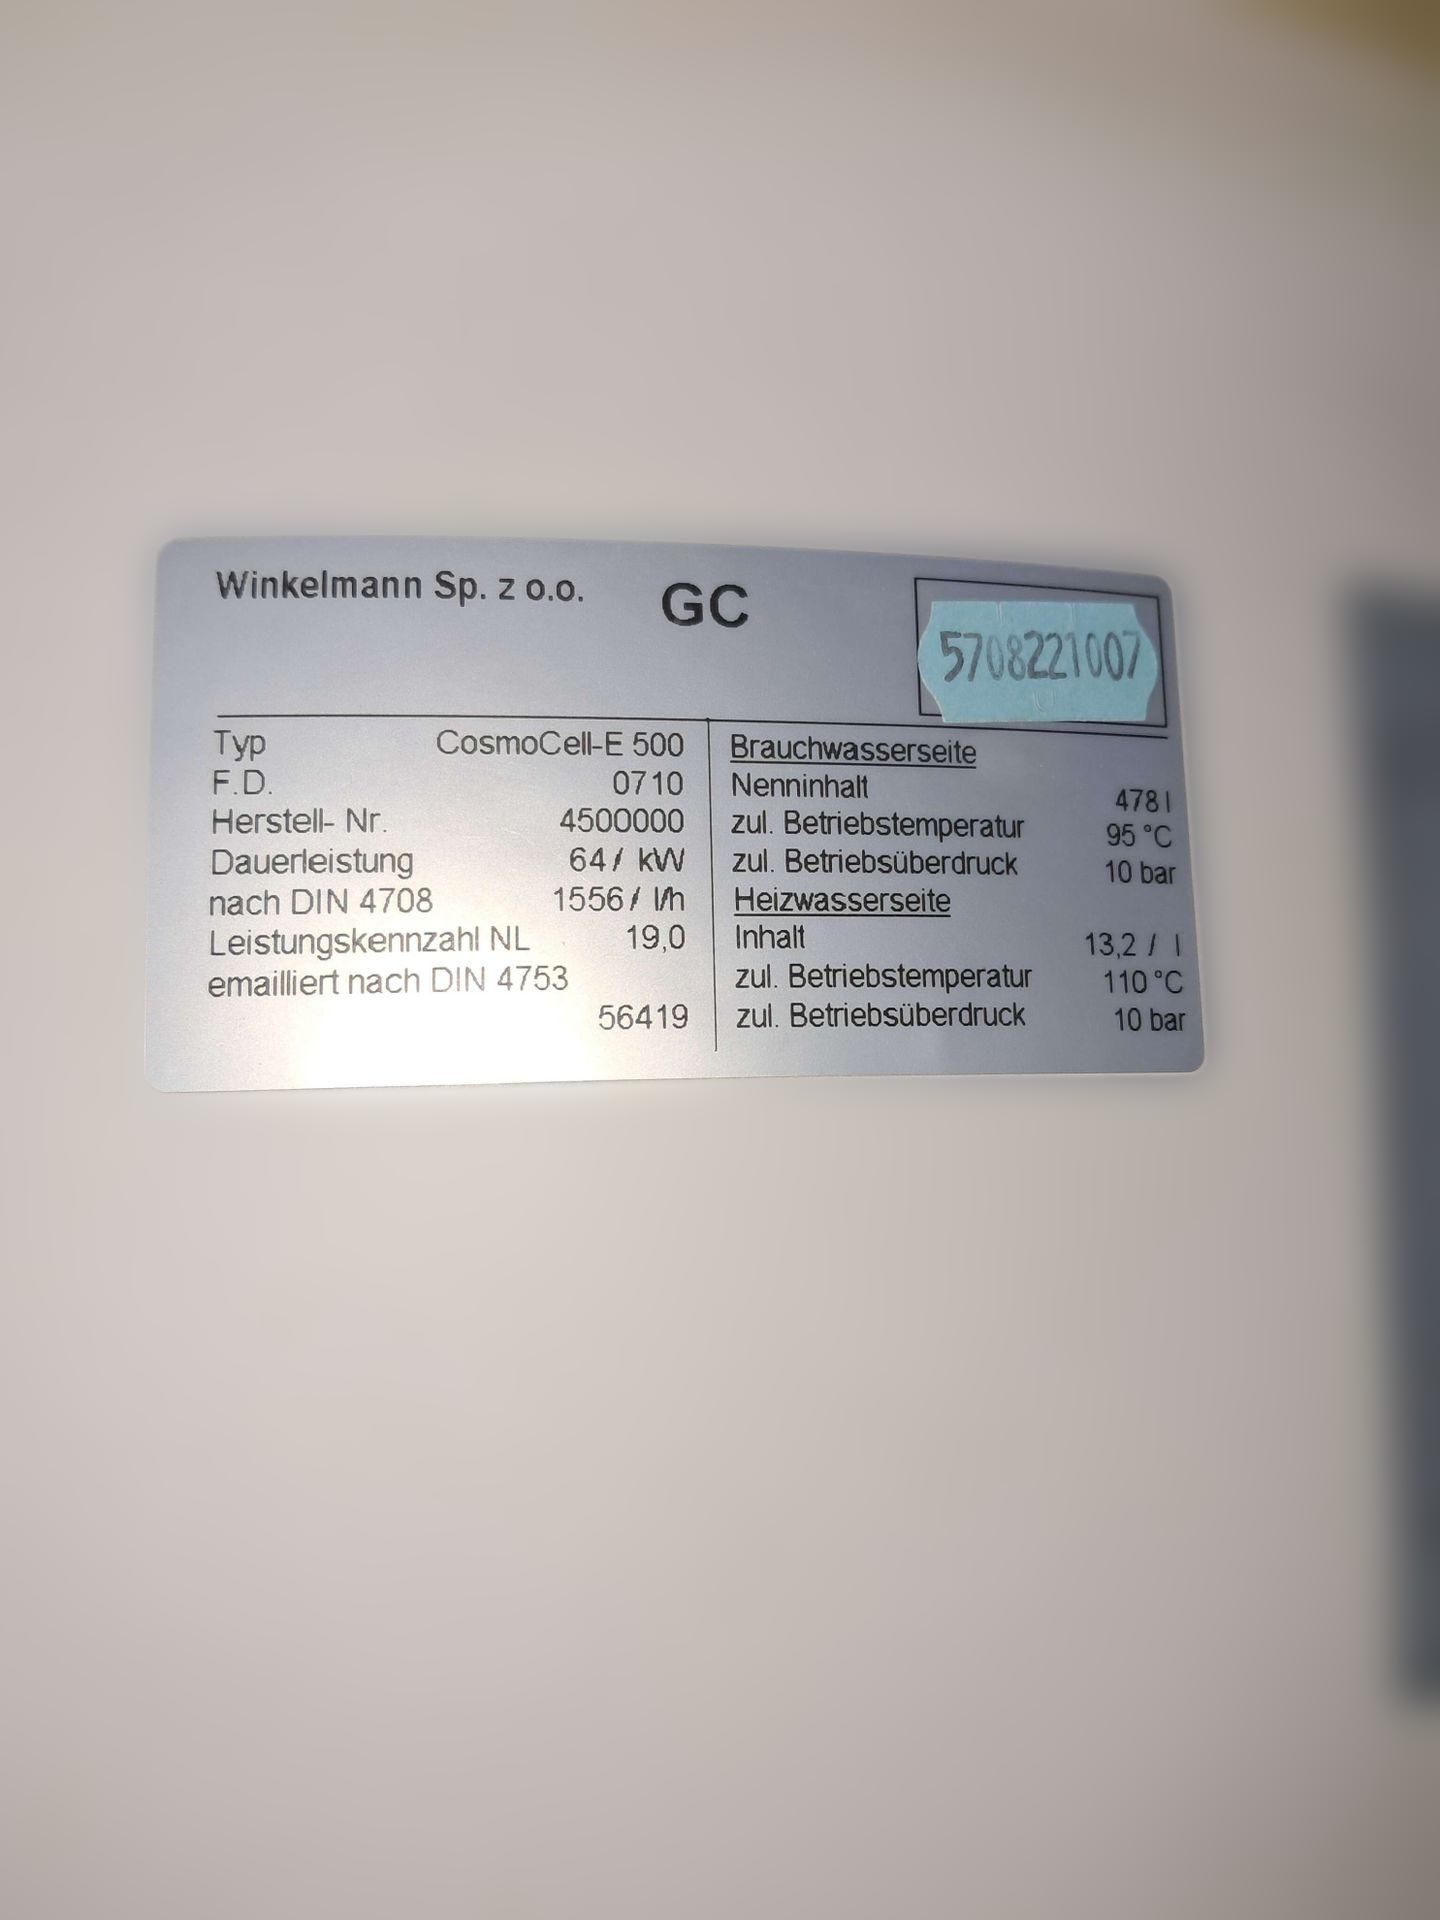 Winkelmann Sp. z o.o.
GC
5708221007
Typ CosmoCell-E 500
F.D. 0710
Herstell- Nr. 4500000
Dauerleistung 64 / kW
nach DIN 4708 1556 / l/h
Leistungskennzahl NL 19,0
emailliert nach DIN 4753
56419
Brauchwasserseite
Nenninhalt 478 l
zul. Betriebstemperatur 95 °C
zul. Betriebsüberdruck 10 bar
Heizwasserseite
Inhalt 13,2 / l
zul. Betriebstemperatur 110 °C
zul. Betriebsüberdruck 10 bar